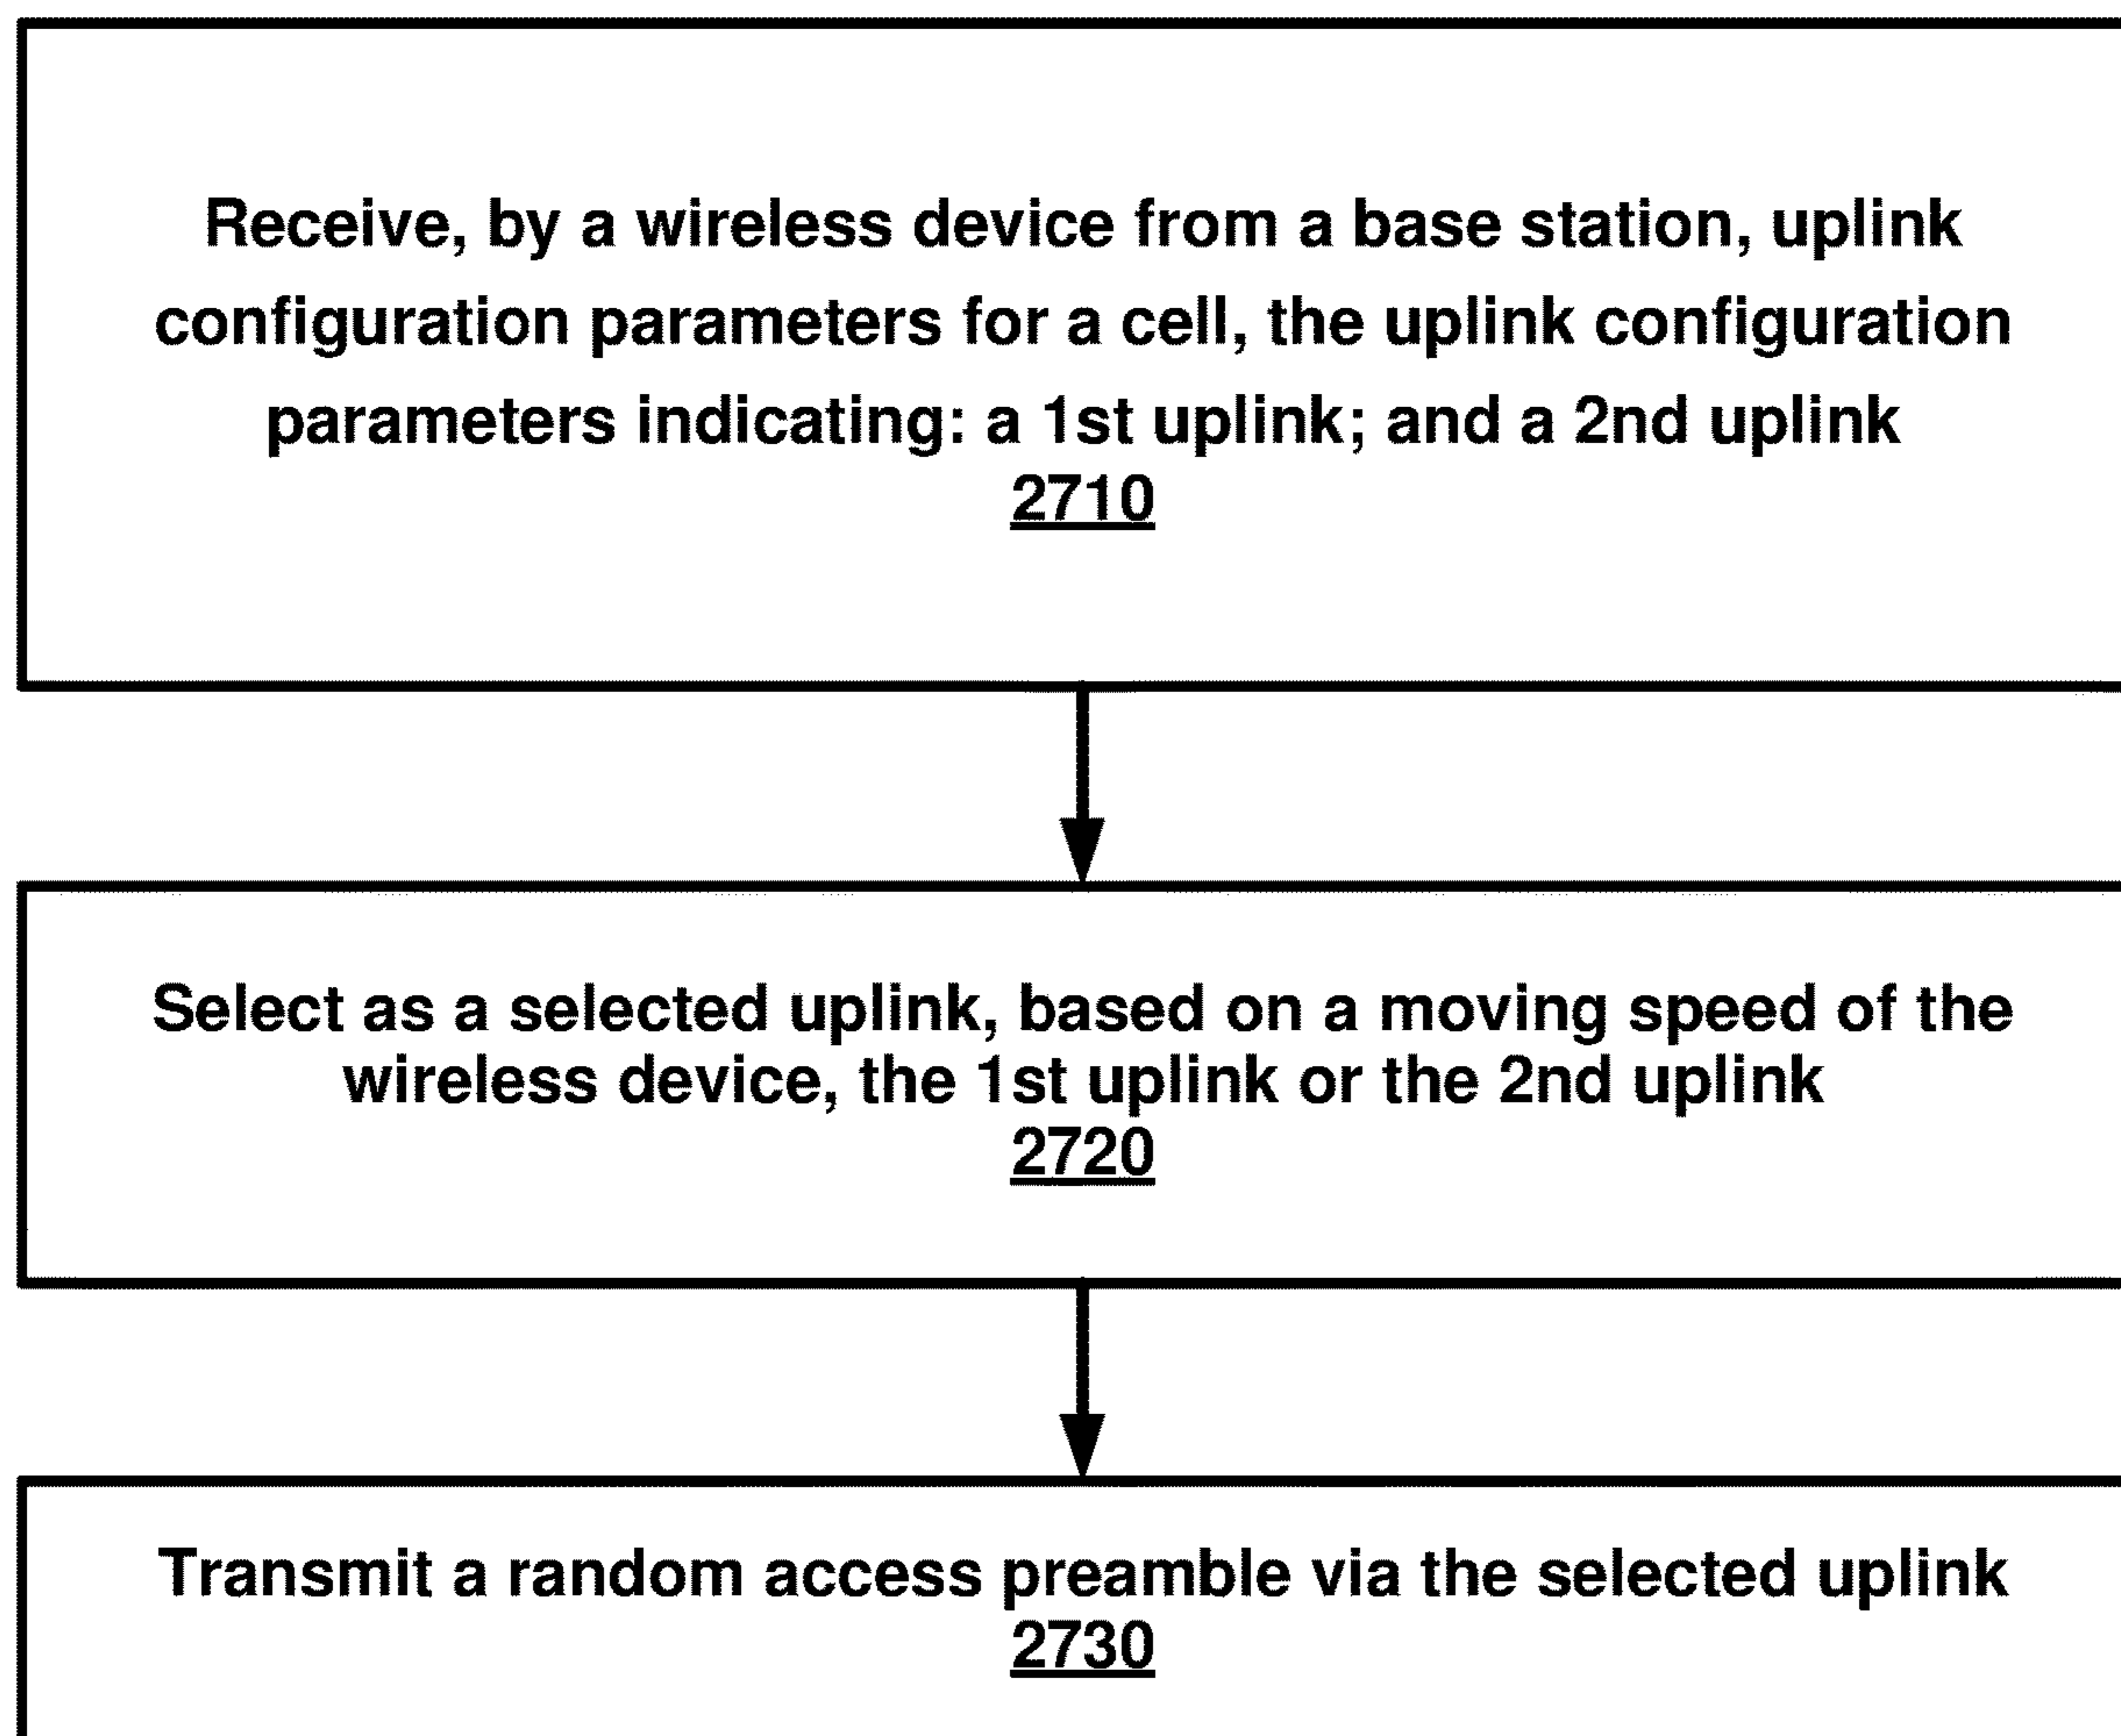 Receive, by a wireless device from a base station, uplink
configuration parameters for a cell, the uplink configuration
parameters indicating: a 1st uplink; and a 2nd uplink
2710
Select as a selected uplink, based on a moving speed of the
wireless device, the 1st uplink or the 2nd uplink
2720
Transmit a random access preamble via the selected uplink
2730